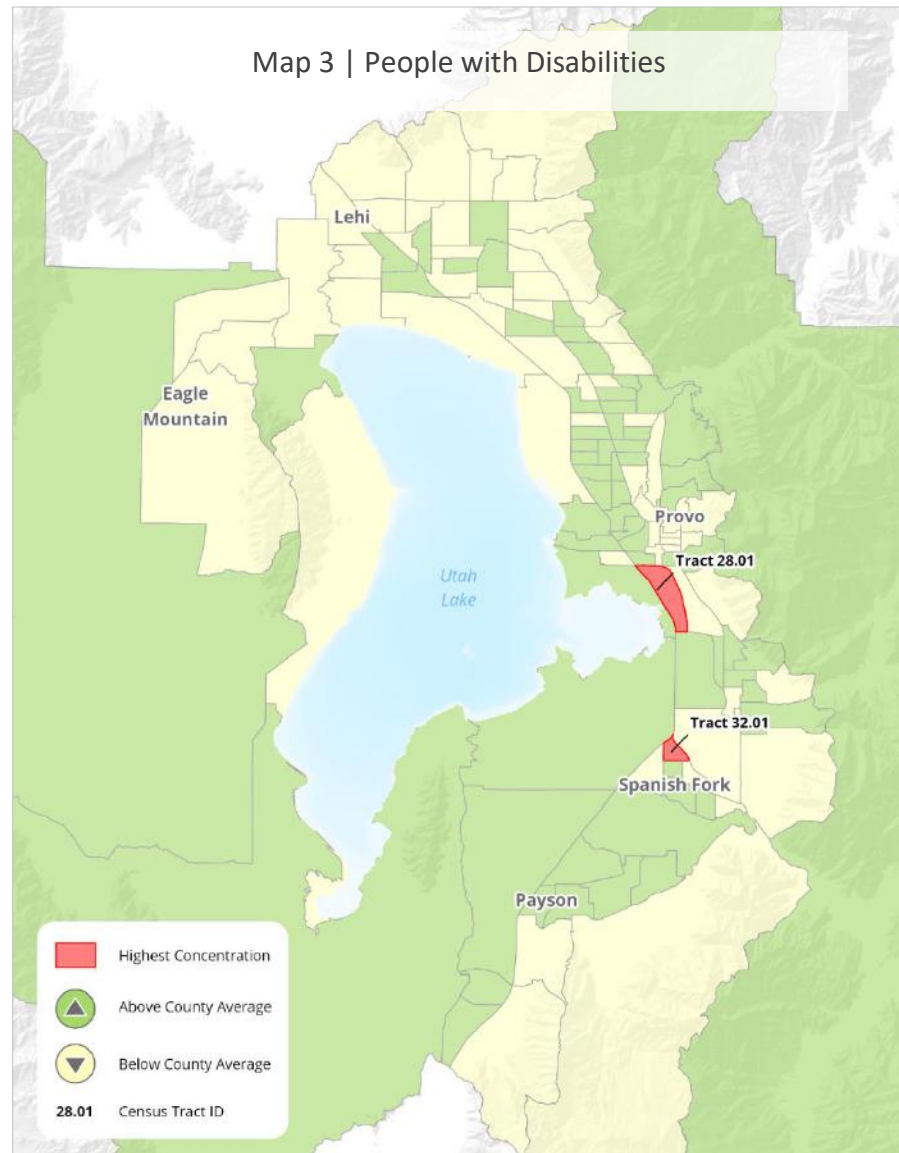 Map 3 | People with Disabilities
Lehi
Eagle
Mountain
Provo
Tract 28.01
Utah
Lake
Tract 32.01
Spanish Fork
Payson
Highest Concentration
Above County Average
Below County Average
28.01 Census Tract ID